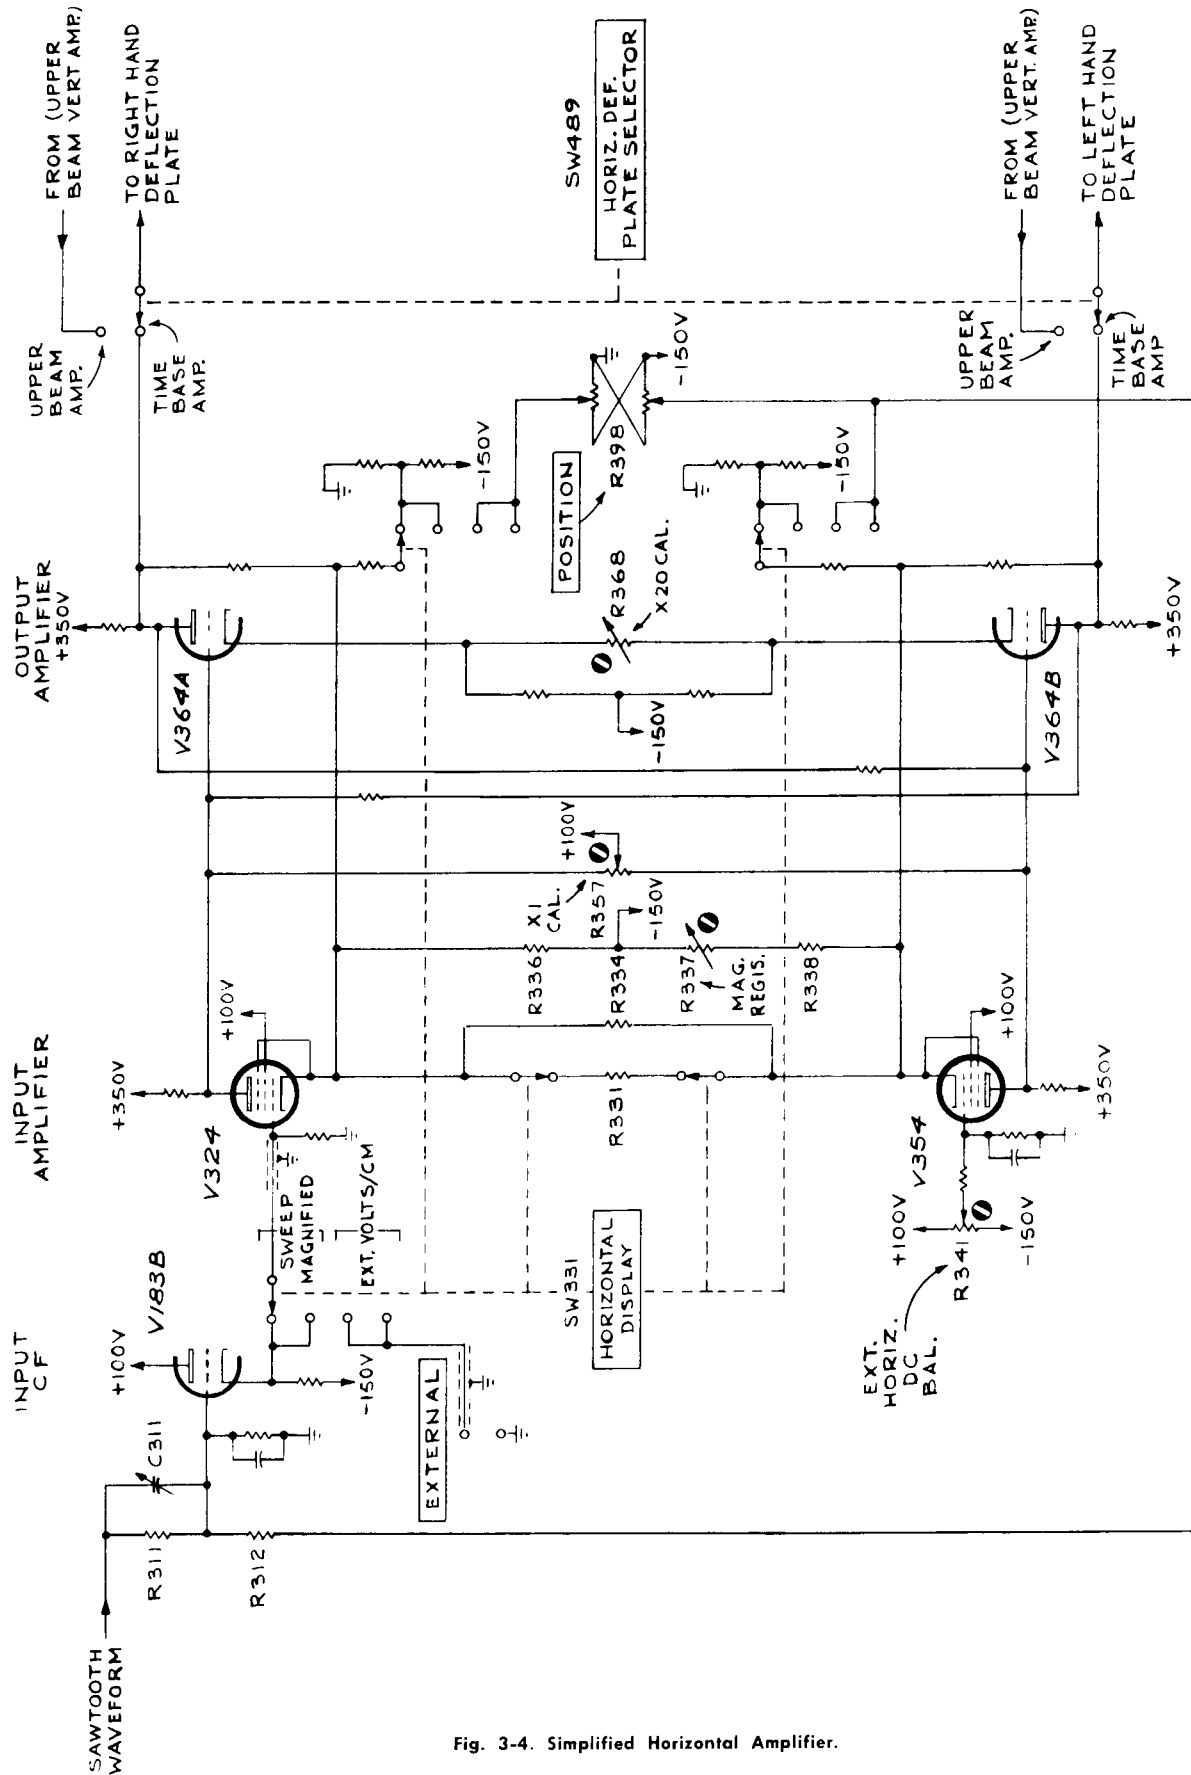 INPUT
CF
INPUT
AMPLIFIER
OUTPUT
AMPLIFIER
+350V
SAWTOOTH
WAVEFORM
R311
C311
R312
+100V
V183B
-150V
EXTERNAL
SWEEP
MAGNIFIED
EXT. VOLTS/CM
SW331
HORIZONTAL
DISPLAY
EXT.
HORIZ.
DC
BAL.
R341
+100V
-150V
V324
+350V
+100V
V354
+100V
+350V
R331
R334
R336
R337
MAG.
REGIS.
R338
-150V
X1
CAL.
R357
+100V
V364A
V364B
+350V
-150V
R368
X20 CAL.
POSITION
R398
-150V
-150V
-150V
UPPER
BEAM
AMP.
TIME
BASE
AMP.
FROM (UPPER
BEAM VERT AMP.)
TO RIGHT HAND
DEFLECTION
PLATE
SW489
HORIZ. DEF.
PLATE SELECTOR
UPPER
BEAM
AMP.
TIME
BASE
AMP
FROM (UPPER
BEAM VERT. AMP.)
TO LEFT HAND
DEFLECTION
PLATE
Fig. 3-4. Simplified Horizontal Amplifier.